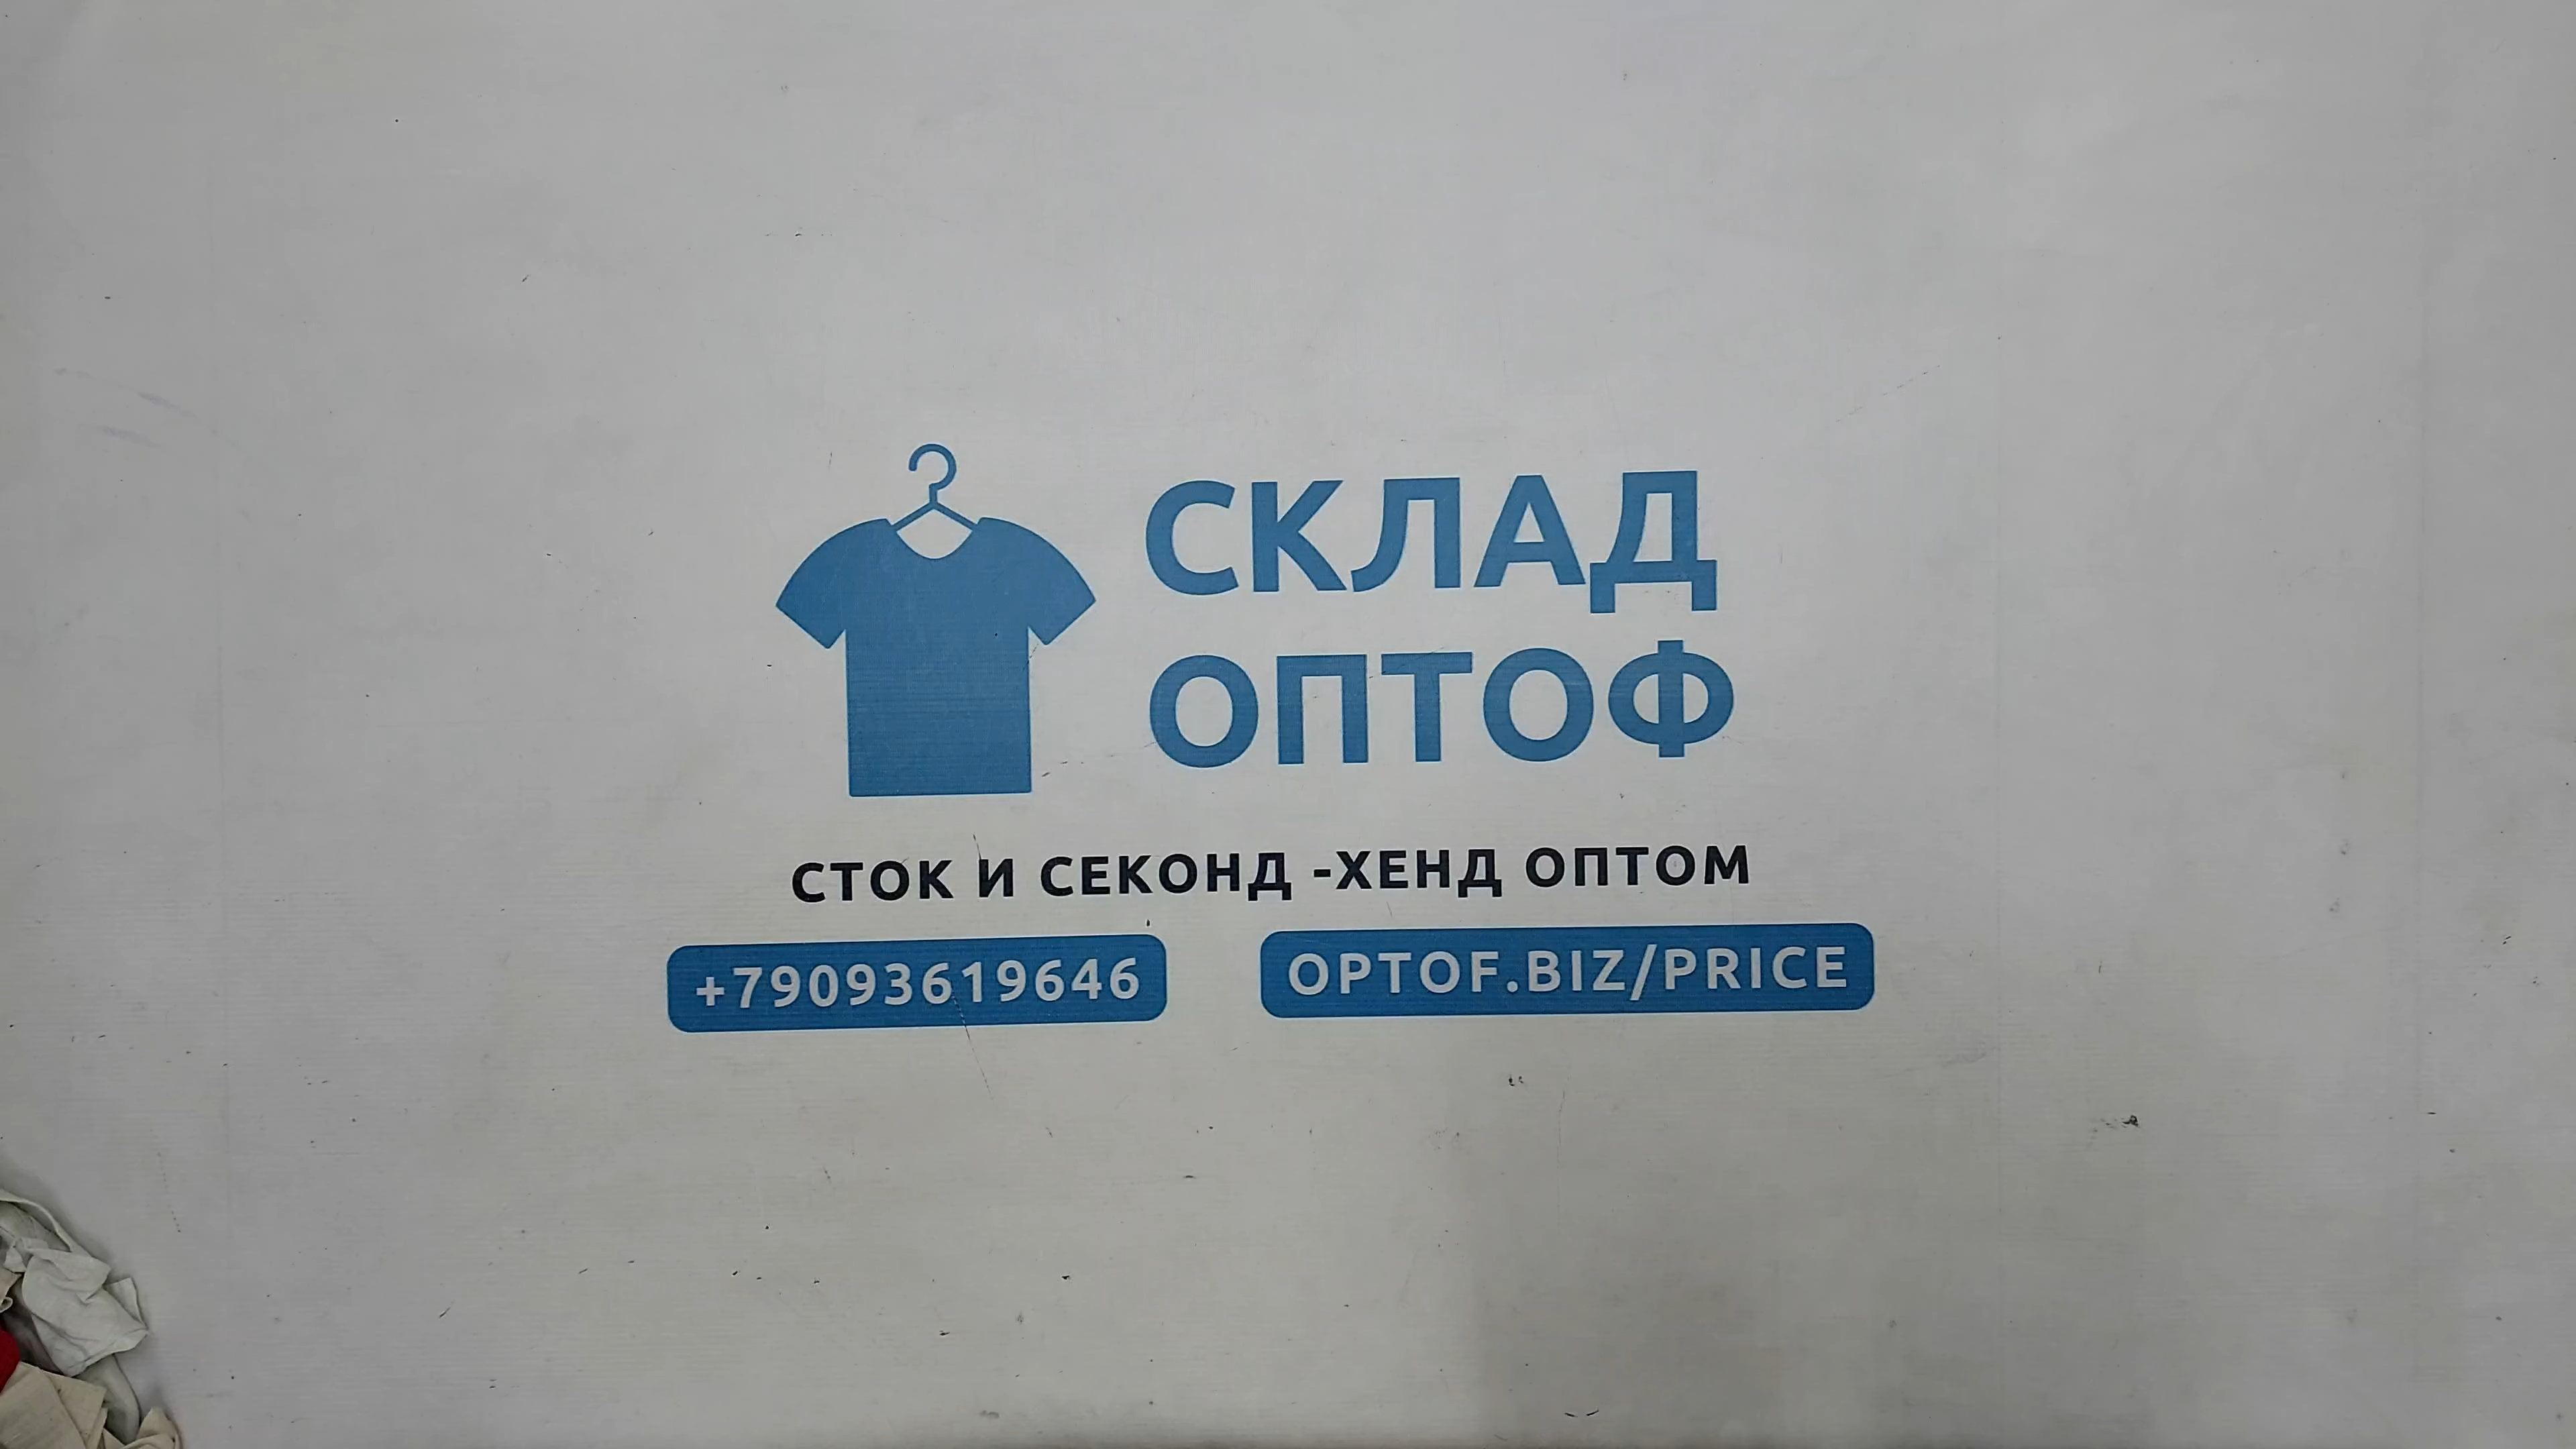 СКЛАД
ОПТОФ
СТОК И СЕКОНД -ХЕНД ОПТОМ
+79093619646
OPTOF.BIZ/PRICE